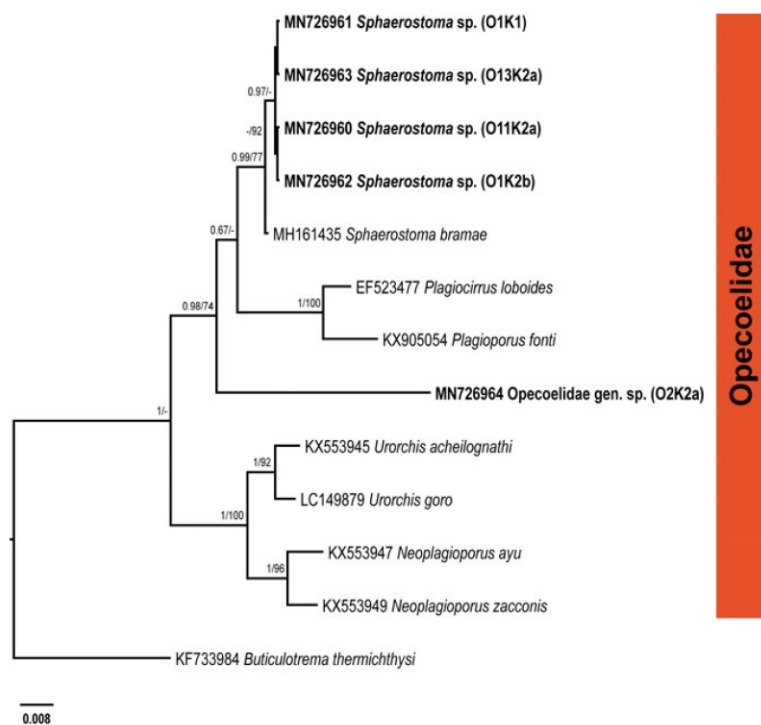 MN726961 Sphaerostoma sp. (O1K1)
MN726963 Sphaerostoma sp. (O13K2a)
0.97/-
-/92
MN726960 Sphaerostoma sp. (O11K2a)
0.99/77
MN726962 Sphaerostoma sp. (O1K2b)
0.67/-
MH161435 Sphaerostoma bramae
EF523477 Plagiocirrus loboides
1/100
0.98/74
KX905054 Plagioporus fonti
MN726964 Opecoelidae gen. sp. (O2K2a)
1/-
KX553945 Urorchis acheilognathi
1/92
LC149879 Urorchis goro
1/100
KX553947 Neoplagioporus ayu
1/96
KX553949 Neoplagioporus zacconis
KF733984 Buticulotrema thermichthysi
0.008
Opecoelidae